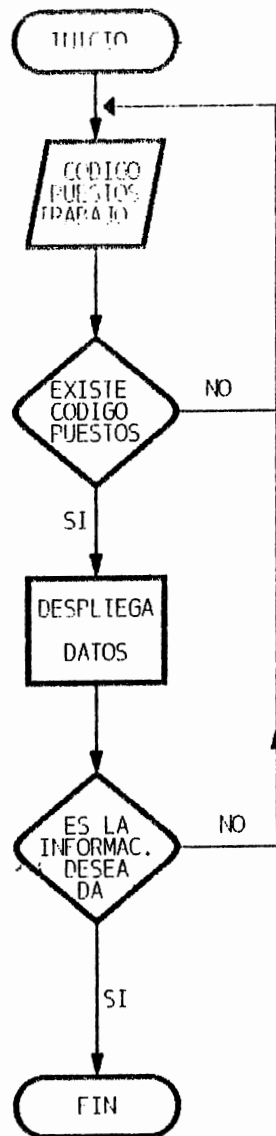 INICIO
CODIGO
PUESTOS
TRABAJO
EXISTE
CODIGO
PUESTOS
NO
SI
DESPLIEGA
DATOS
ES LA
INFORMAC.
DESEA
DA
NO
SI
FIN